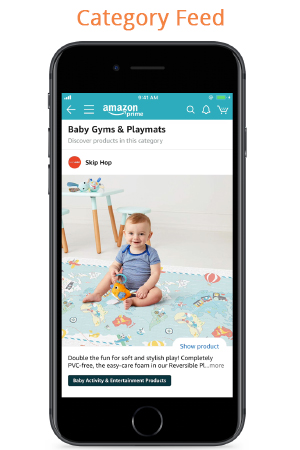 Category Feed
9:41 AM
amazon
prime
Baby Gyms & Playmats
Discover products in this category
Skip Hop
Show product
Double the fun for soft and stylish play! Completely
PVC-free, the easy-care foam in our Reversible Pl...more
Baby Activity & Entertainment Products